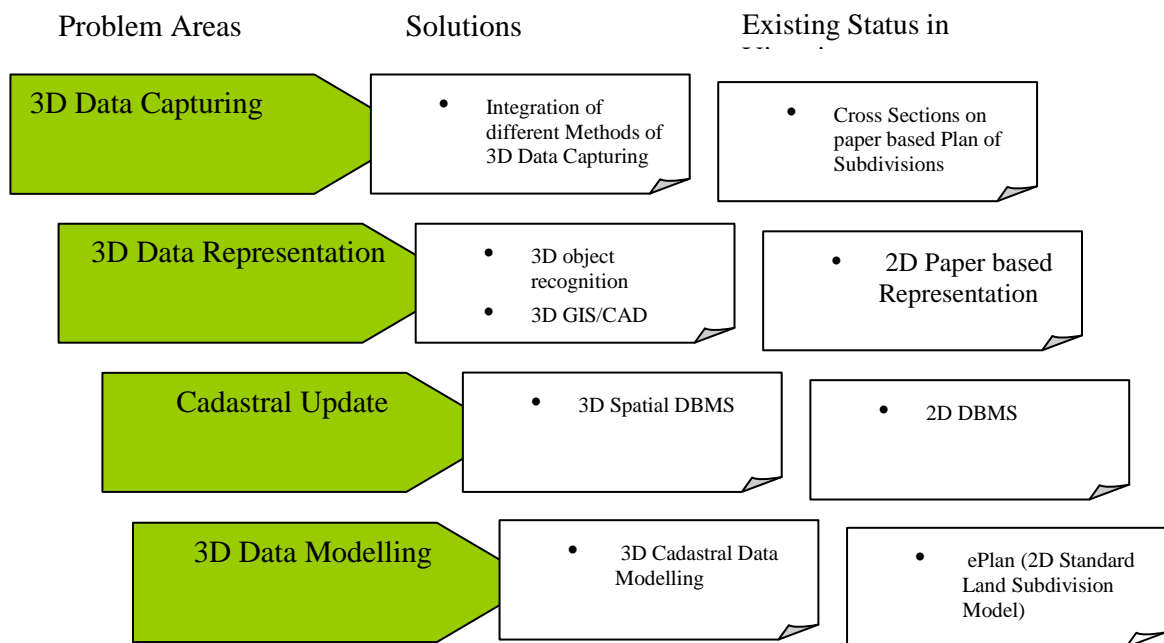 Problem Areas
Solutions
Existing Status in
3D Data Capturing
• Integration of
different Methods of
3D Data Capturing
• Cross Sections on
paper based Plan of
Subdivisions
3D Data Representation
• 3D object
recognition
• 3D GIS/CAD
• 2D Paper based
Representation
Cadastral Update
• 3D Spatial DBMS
• 2D DBMS
3D Data Modelling
• 3D Cadastral Data
Modelling
• ePlan (2D Standard
Land Subdivision
Model)